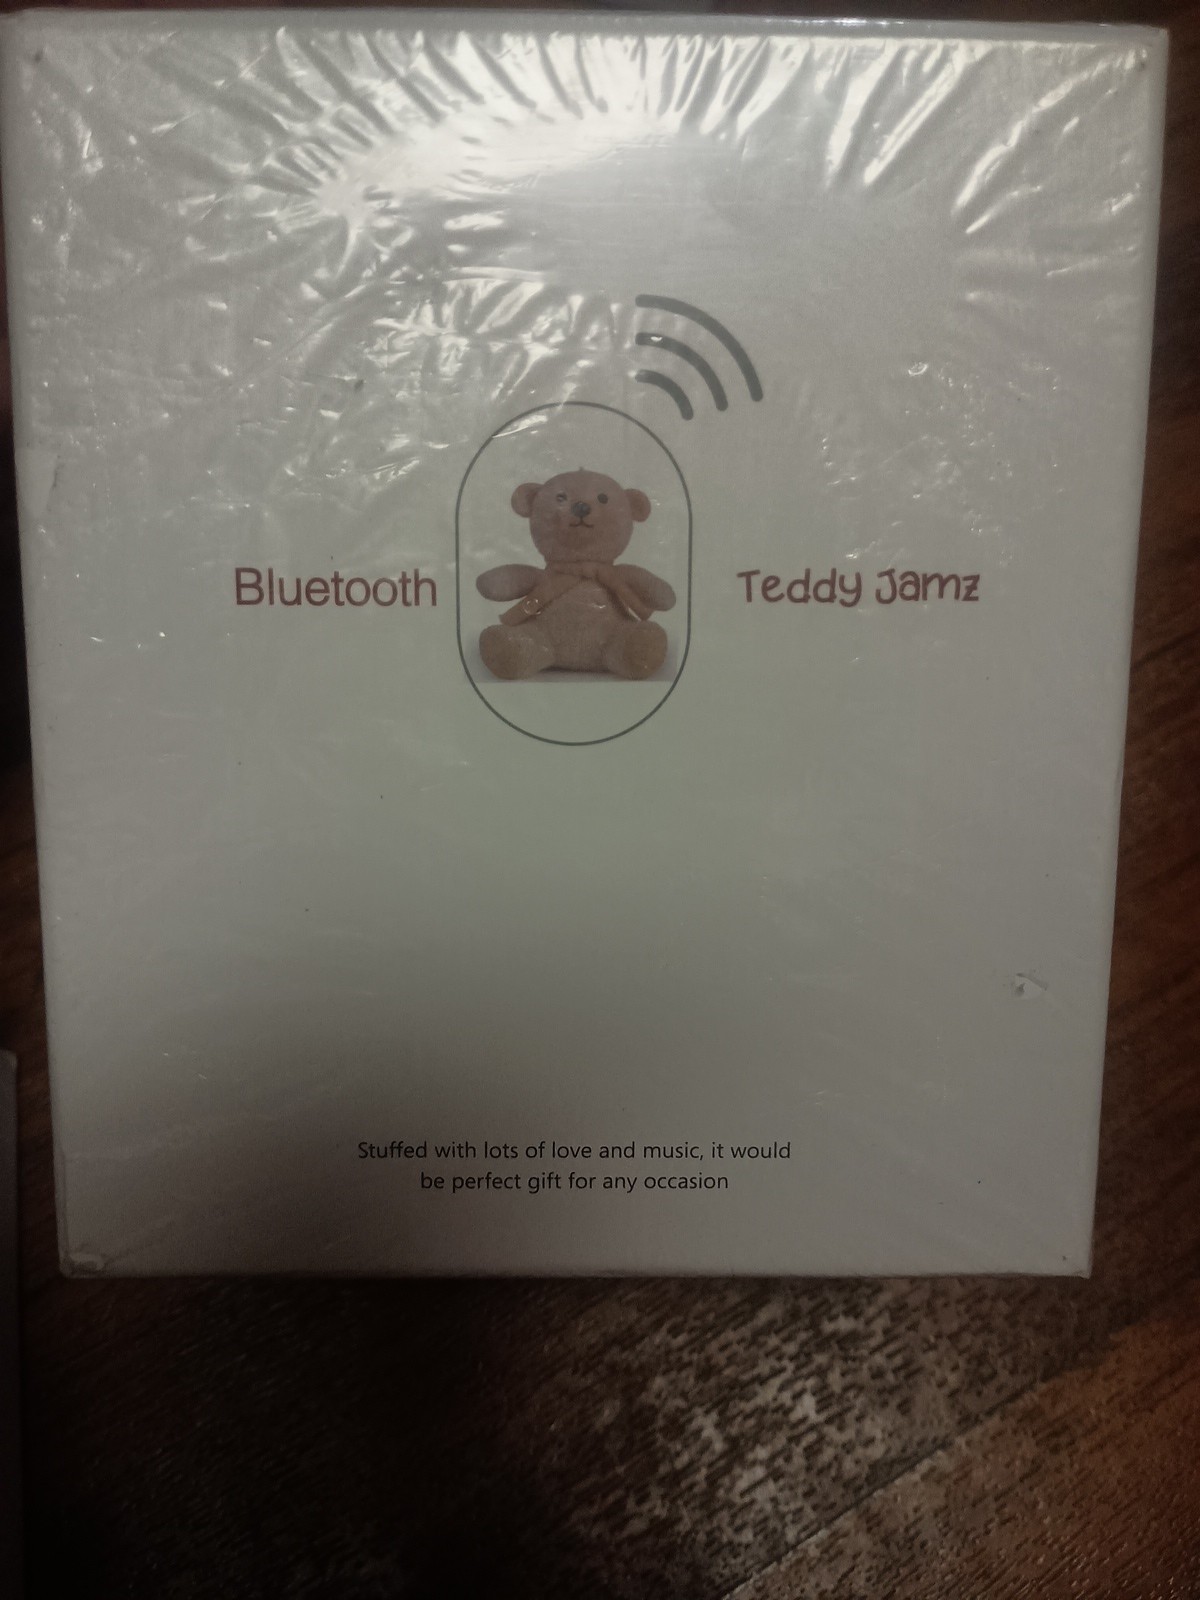 Bluetooth
Teddy Jamz
Stuffed with lots of love and music, it would
be perfect gift for any occasion